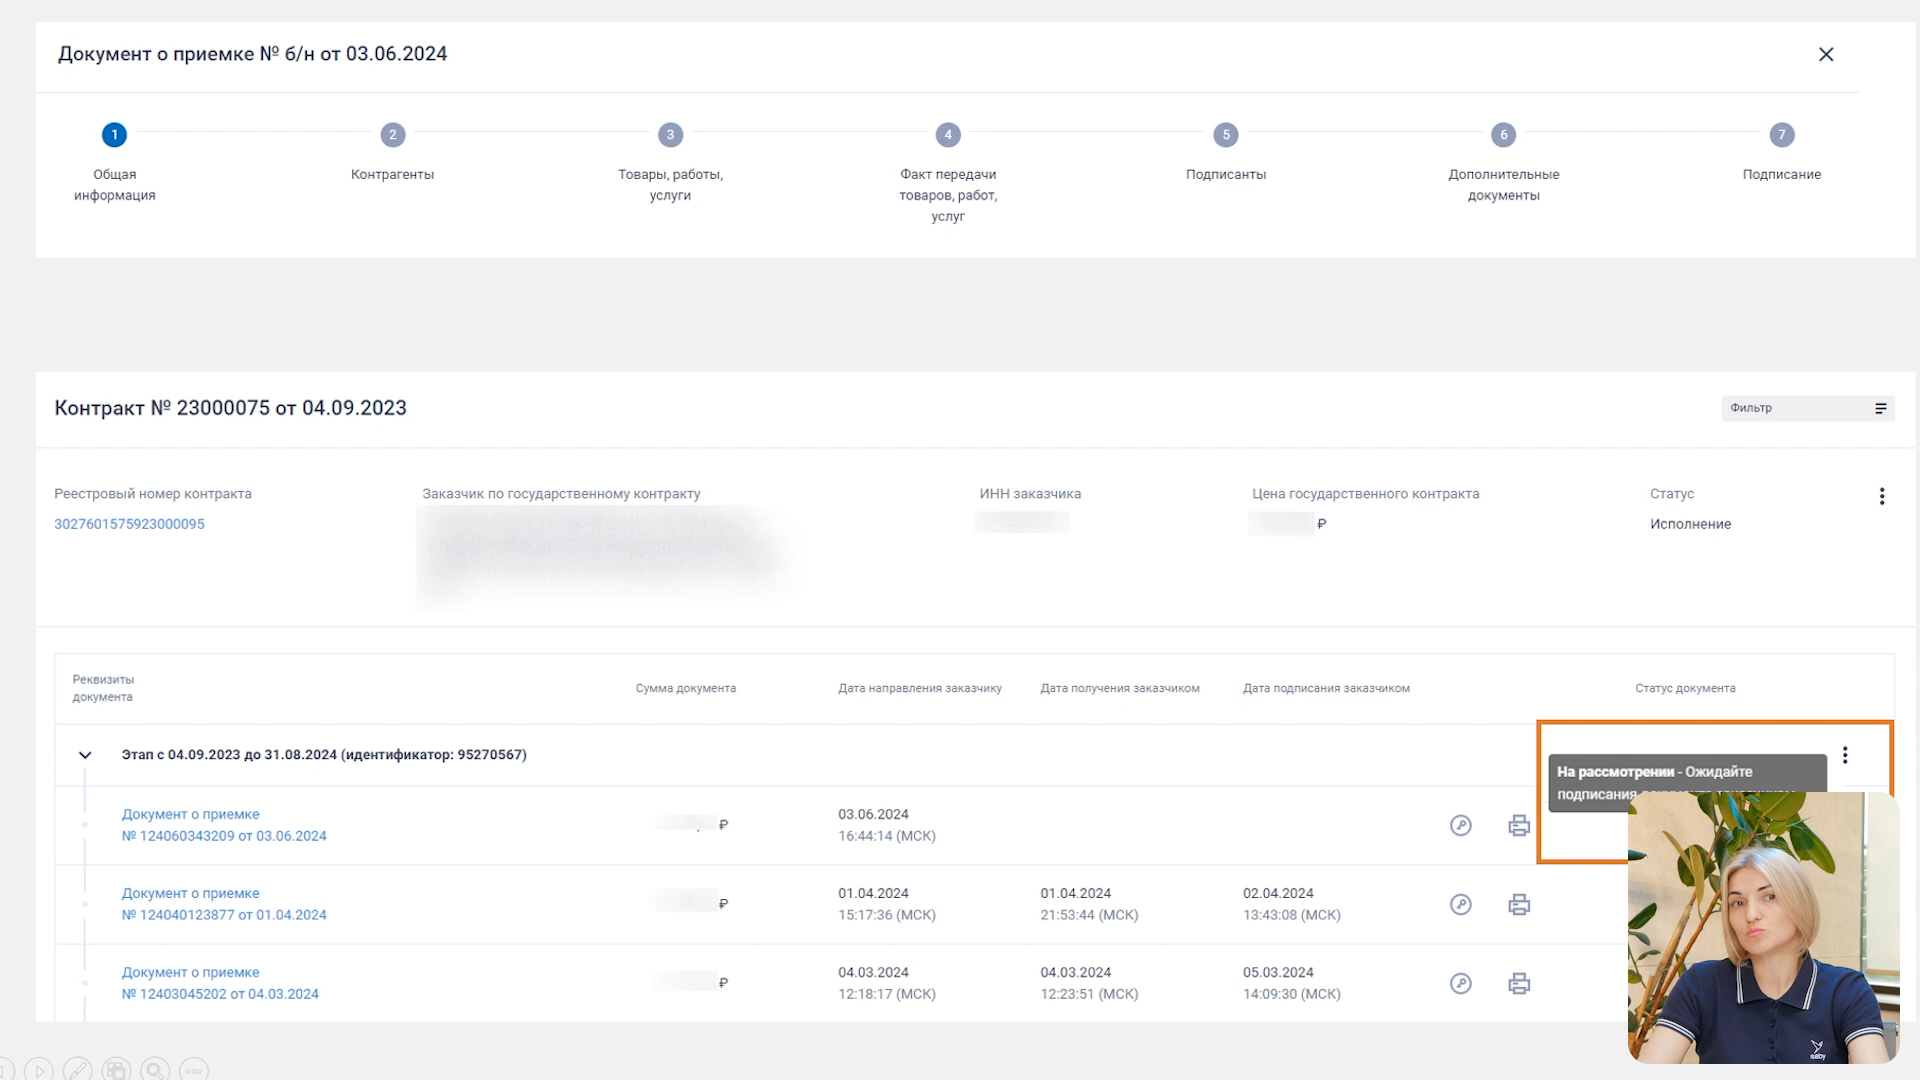 Документ о приемке № б/н от 03.06.2024
1
2
3
4
5
6
7
Общая
информация
Контрагенты
Товары, работы,
услуги
Факт передачи
товаров, работ,
услуг
Подписанты
Дополнительные
документы
Подписание
Контракт № 23000075 от 04.09.2023
Фильтр
Реестровый номер контракта
3027601575923000095
Заказчик по государственному контракту
ИНН заказчика
Цена государственного контракта
₽
Статус
Исполнение
Реквизиты
документа
Сумма документа
Дата направления заказчику
Дата получения заказчиком
Дата подписания заказчиком
Статус документа
Этап с 04.09.2023 до 31.08.2024 (идентификатор: 95270567)
На рассмотрении - Ожидайте
подписания
Документ о приемке
№ 124060343209 от 03.06.2024
₽
03.06.2024
16:44:14 (МСК)
Документ о приемке
№ 124040123877 от 01.04.2024
₽
01.04.2024
15:17:36 (МСК)
01.04.2024
21:53:44 (МСК)
02.04.2024
13:43:08 (МСК)
Документ о приемке
№ 12403045202 от 04.03.2024
₽
04.03.2024
12:18:17 (МСК)
04.03.2024
12:23:51 (МСК)
05.03.2024
14:09:30 (МСК)
saby